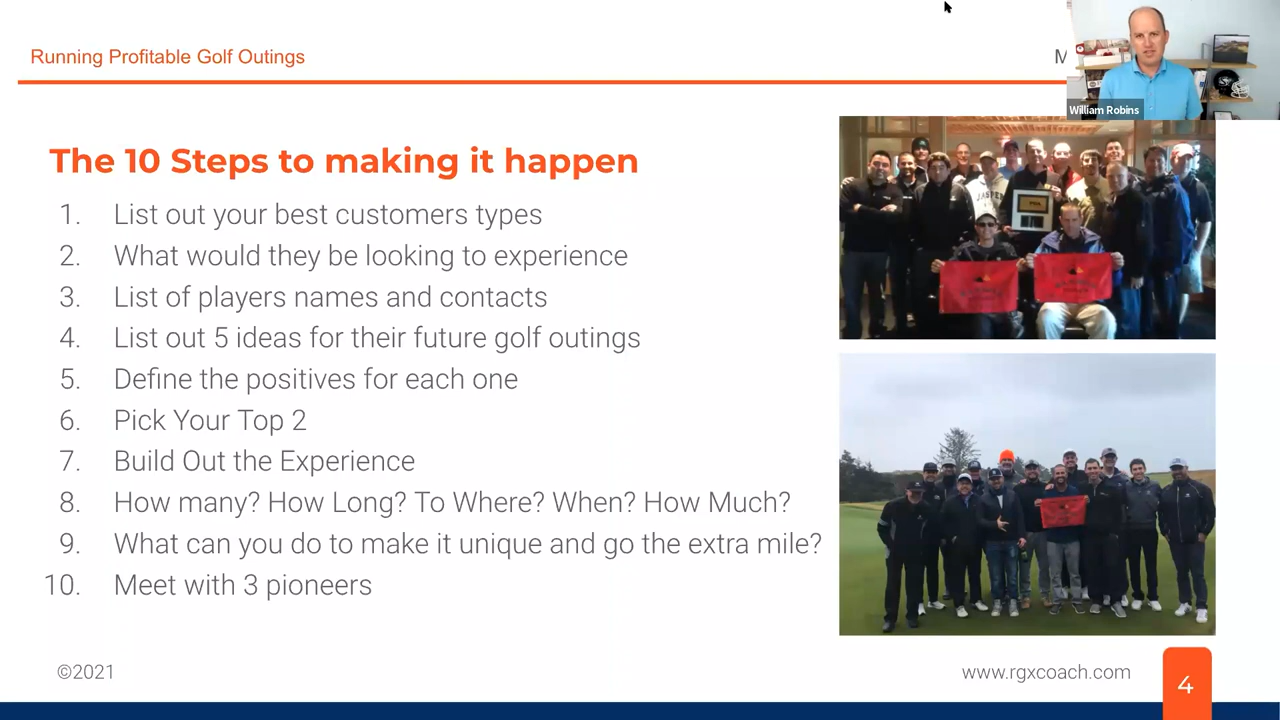 Running Profitable Golf Outings
M
William Robins
The 10 Steps to making it happen
1. List out your best customers types
2. What would they be looking to experience
3. List of players names and contacts
4. List out 5 ideas for their future golf outings
5. Define the positives for each one
6. Pick Your Top 2
7. Build Out the Experience
8. How many? How Long? To Where? When? How Much?
9. What can you do to make it unique and go the extra mile?
10. Meet with 3 pioneers
©2021
www.rgxcoach.com
4